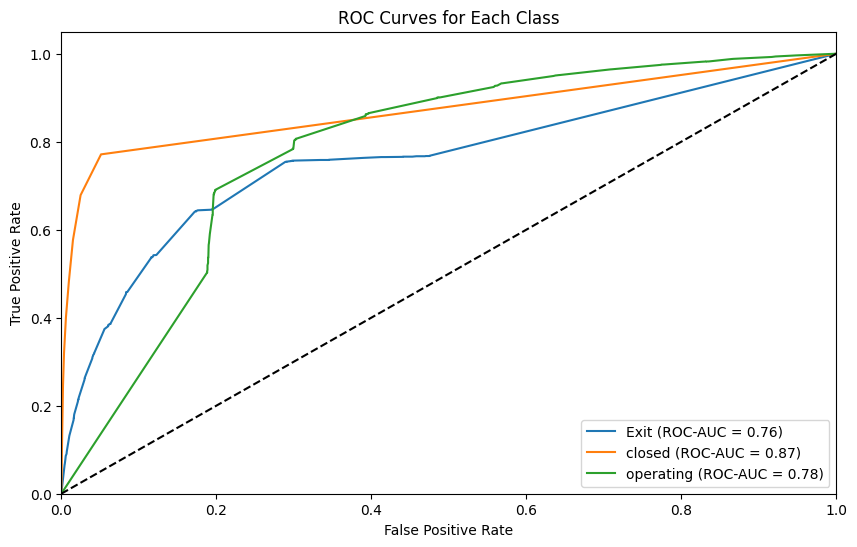 ROC Curves for Each Class
True Positive Rate
1.0
0.8
0.6
0.4
0.2
0.0
Exit (ROC-AUC = 0.76)
closed (ROC-AUC = 0.87)
operating (ROC-AUC = 0.78)
0.0 0.2 0.4 0.6 0.8 1.0
False Positive Rate